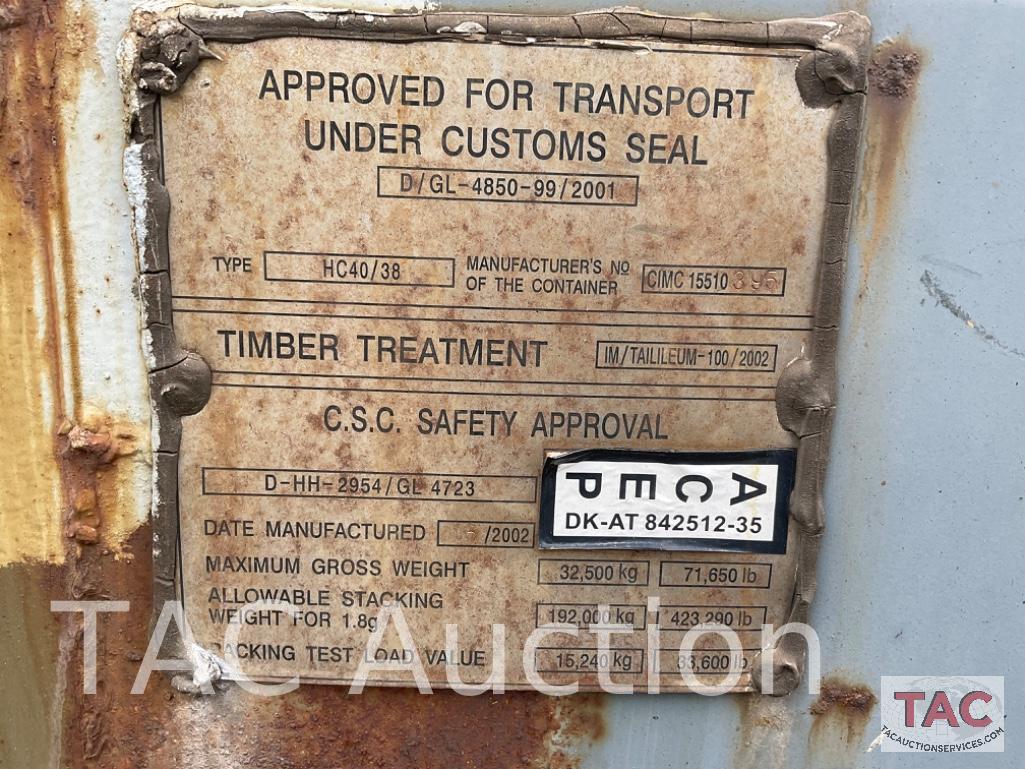 APPROVED FOR TRANSPORT
UNDER CUSTOMS SEAL
D/GL-4850-99/2001
TYPE HC40/38 MANUFACTURER'S NO
OF THE CONTAINER CIMC 15510 395
TIMBER TREATMENT IM/TAILILEUM-100/2002
C.S.C. SAFETY APPROVAL
D-HH-2954/GL 4723
ACEP
DK-AT 842512-35
DATE MANUFACTURED /2002
MAXIMUM GROSS WEIGHT 32,500 kg 71,650 lb
ALLOWABLE STACKING
WEIGHT FOR 1.8g 192,000 kg 423,290 lb
RACKING TEST LOAD VALUE 15,240 kg 33,600 lb
TAC Auction
TAC
TACAUCTIONSERVICES.COM